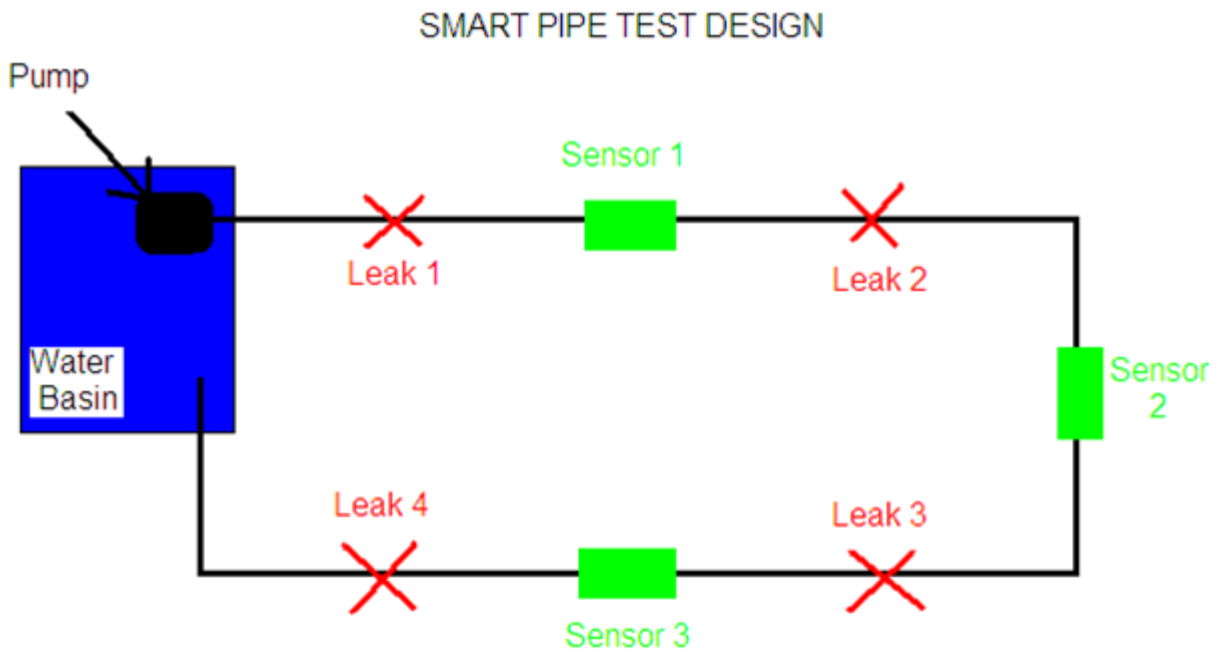 SMART PIPE TEST DESIGN
Pump
Sensor 1
Leak 1
Leak 2
Water
Basin
Sensor
2
Leak 4
Leak 3
Sensor 3